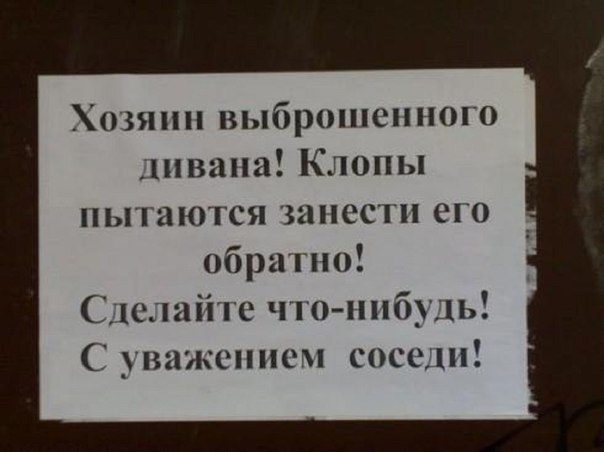 Хозяин выброшенного
дивана! Клопы
пытаются занести его
обратно!
Сделайте что-нибудь!
С уважением соседи!